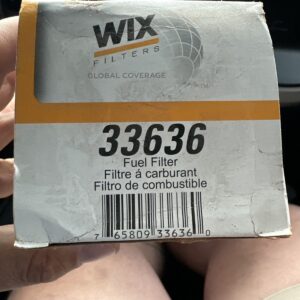 WIX
FILTERS
GLOBAL COVERAGE
33636
Fuel Filter
Filtre á carburant
Filtro de combustible
7 65809 33636 0